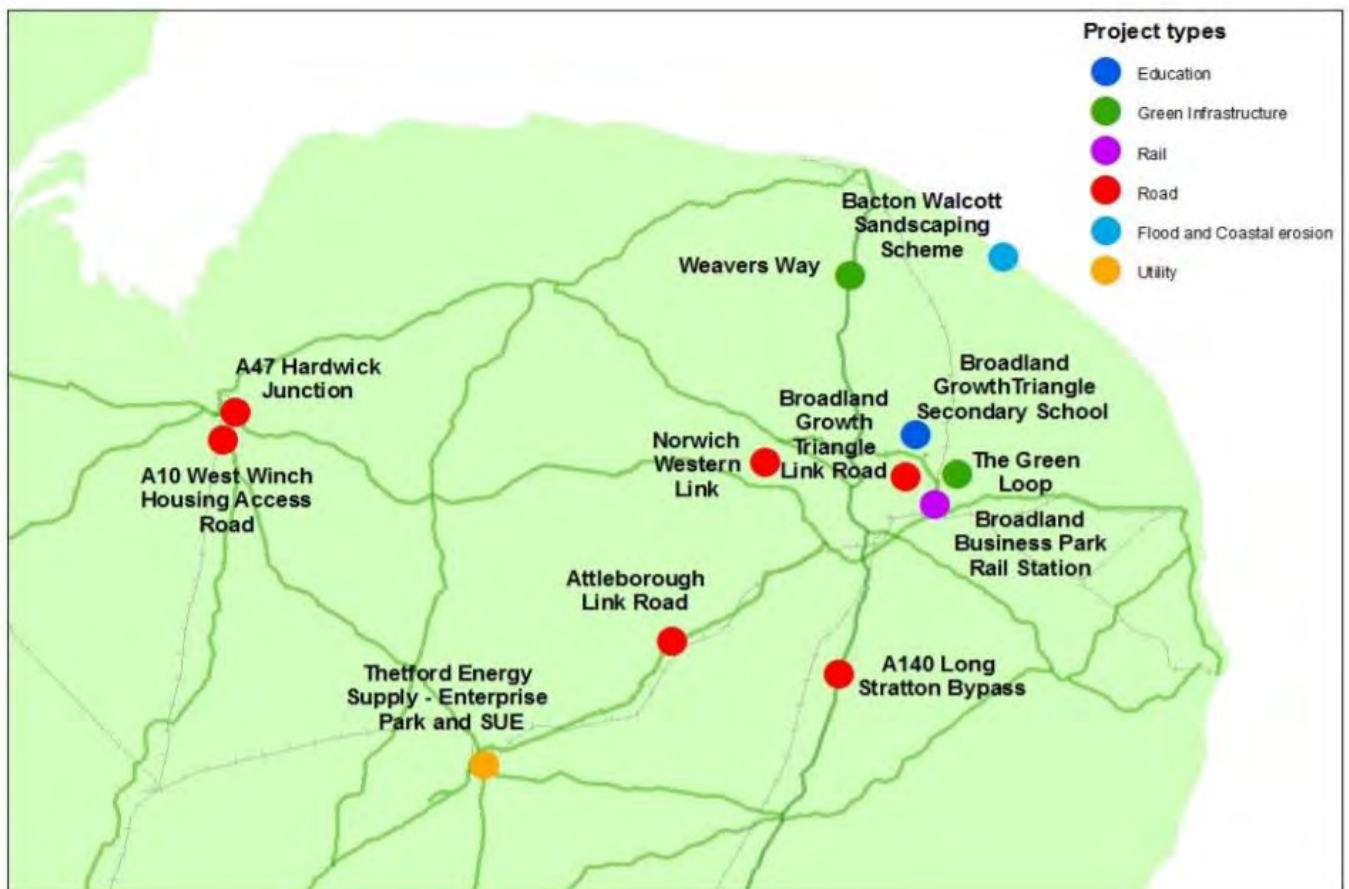 Project types
Education
Green Infrastructure
Rail
Road
Flood and Coastal erosion
Utility
Bacton Walcott
Sandscaping
Scheme
Weavers Way
A47 Hardwick
Junction
A10 West Winch
Housing Access
Road
Norwich
Western
Link
Broadland
Growth
Triangle
Link Road
Broadland
GrowthTriangle
Secondary School
The Green
Loop
Broadland
Business Park
Rail Station
Attleborough
Link Road
Thetford Energy
Supply - Enterprise
Park and SUE
A140 Long
Stratton Bypass